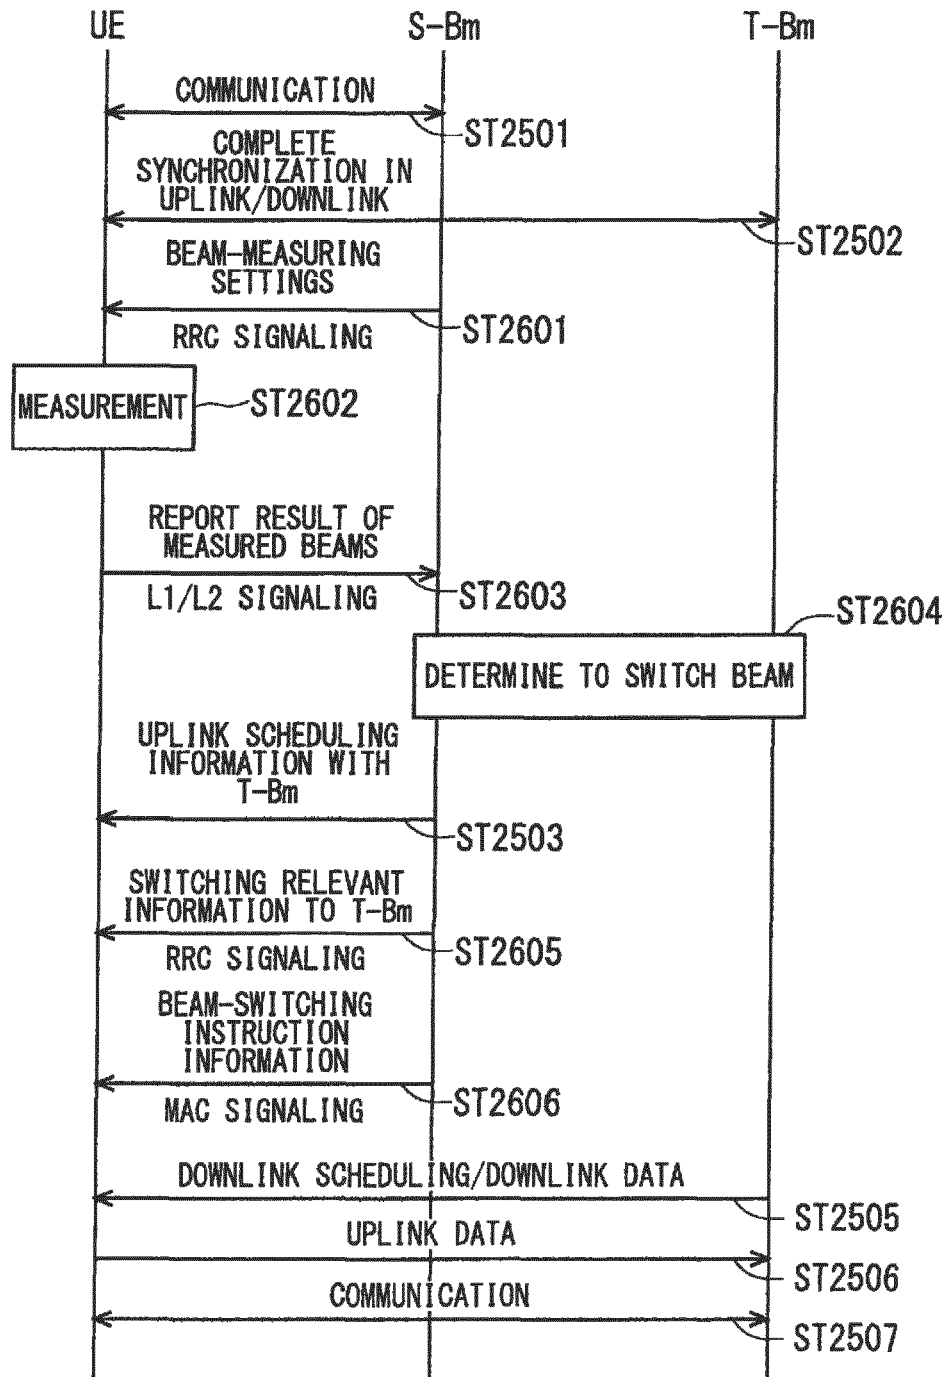 UE S-Bm T-Bm
COMMUNICATION
ST2501
COMPLETE
SYNCHRONIZATION IN
UPLINK/DOWNLINK
ST2502
BEAM-MEASURING
SETTINGS
ST2601
RRC SIGNALING
MEASUREMENT
ST2602
REPORT RESULT OF
MEASURED BEAMS
ST2603
L1/L2 SIGNALING
ST2604
DETERMINE TO SWITCH BEAM
UPLINK SCHEDULING
INFORMATION WITH
T-Bm
ST2503
SWITCHING RELEVANT
INFORMATION TO T-Bm
ST2605
RRC SIGNALING
BEAM-SWITCHING
INSTRUCTION
INFORMATION
ST2606
MAC SIGNALING
DOWNLINK SCHEDULING/DOWNLINK DATA
ST2505
UPLINK DATA
ST2506
COMMUNICATION
ST2507